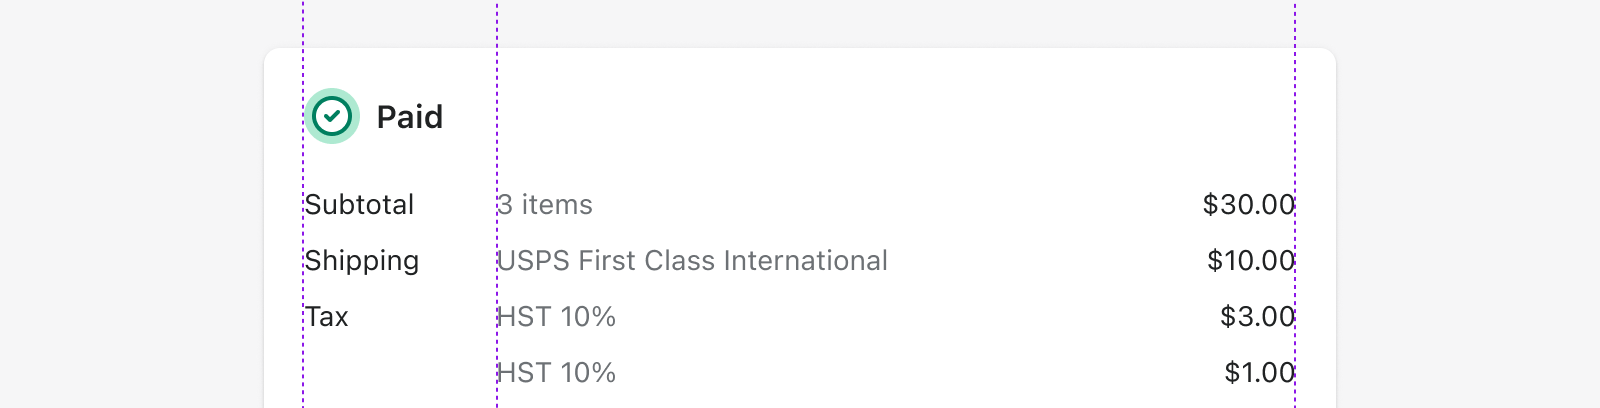 Paid
Subtotal 3 items $30.00
Shipping USPS First Class International $10.00
Tax HST 10% $3.00
HST 10% $1.00